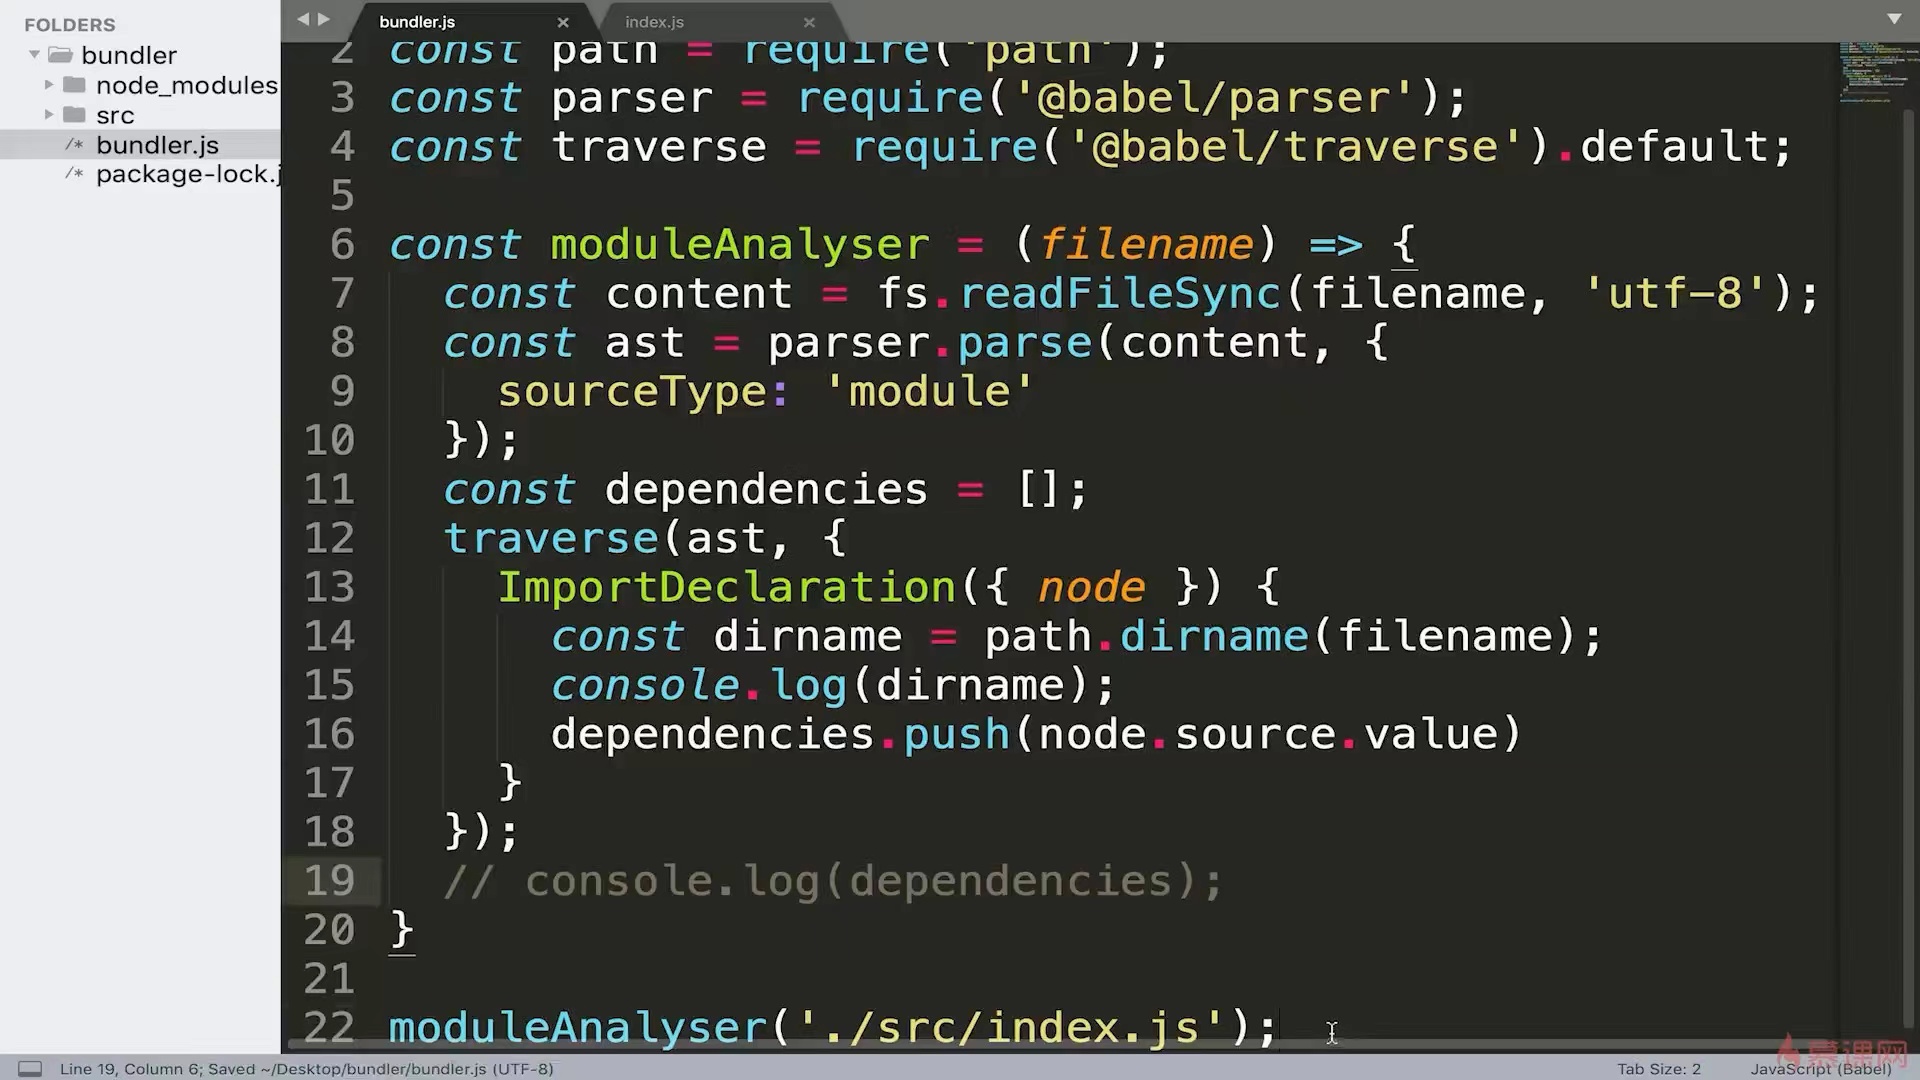 FOLDERS
bundler
node_modules
src
/* bundler.js
/* package-lock.j
bundler.js ×
index.js ×
2 const path = require('path');
3 const parser = require('@babel/parser');
4 const traverse = require('@babel/traverse').default;
5
6 const moduleAnalyser = (filename) => {
7 const content = fs.readFileSync(filename, 'utf-8');
8 const ast = parser.parse(content, {
9 sourceType: 'module'
10 });
11 const dependencies = [];
12 traverse(ast, {
13 ImportDeclaration({ node }) {
14 const dirname = path.dirname(filename);
15 console.log(dirname);
16 dependencies.push(node.source.value)
17 }
18 });
19 // console.log(dependencies);
20 }
21
22 moduleAnalyser('./src/index.js');
Line 19, Column 6; Saved ~/Desktop/bundler/bundler.js (UTF-8)
Tab Size: 2
JavaScript (Babel)
慕课网